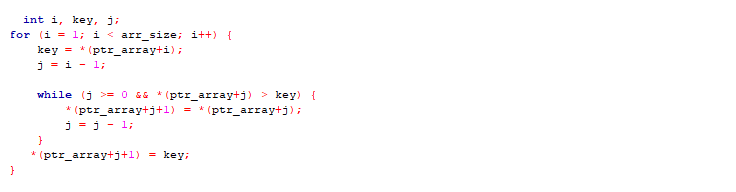 int i, key, j;
for (i = 1; i < arr_size; i++) {
key = *(ptr_array+i);
j = i - 1;
while (j >= 0 && *(ptr_array+j) > key) {
*(ptr_array+j+1) = *(ptr_array+j);
j = j - 1;
}
*(ptr_array+j+1) = key;
}